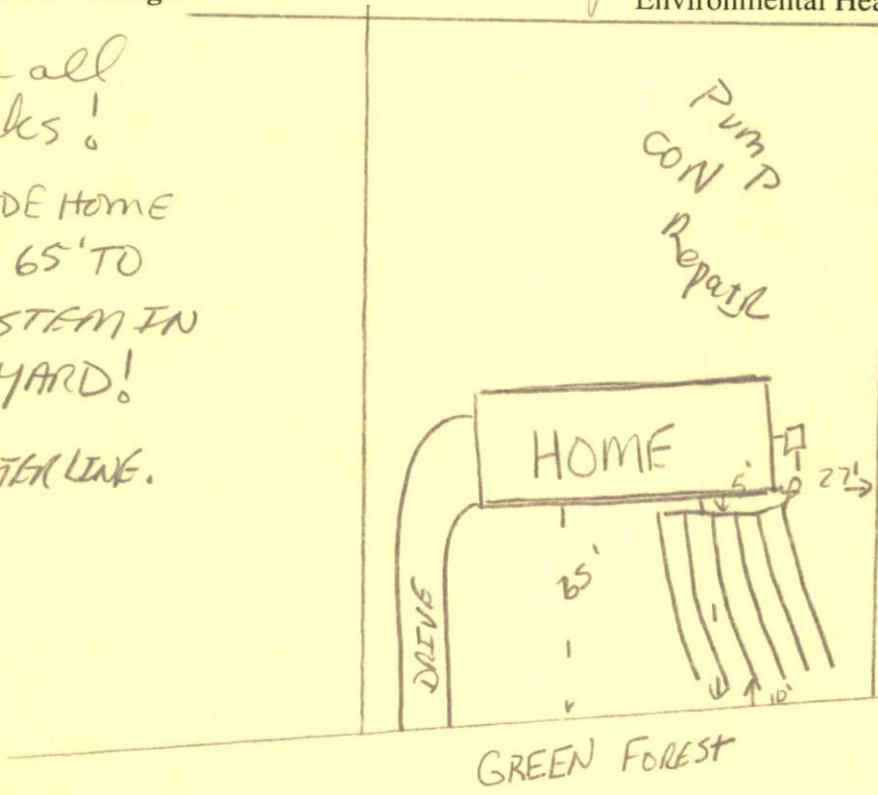 Environmental Hea
all
ks!
DE HOME
65' TO
STEM IN
YARD!
TER LINE.
PUMP
CON
RepaIR
HOME
5'
27'
65'
DRIVE
10'
GREEN FOREST